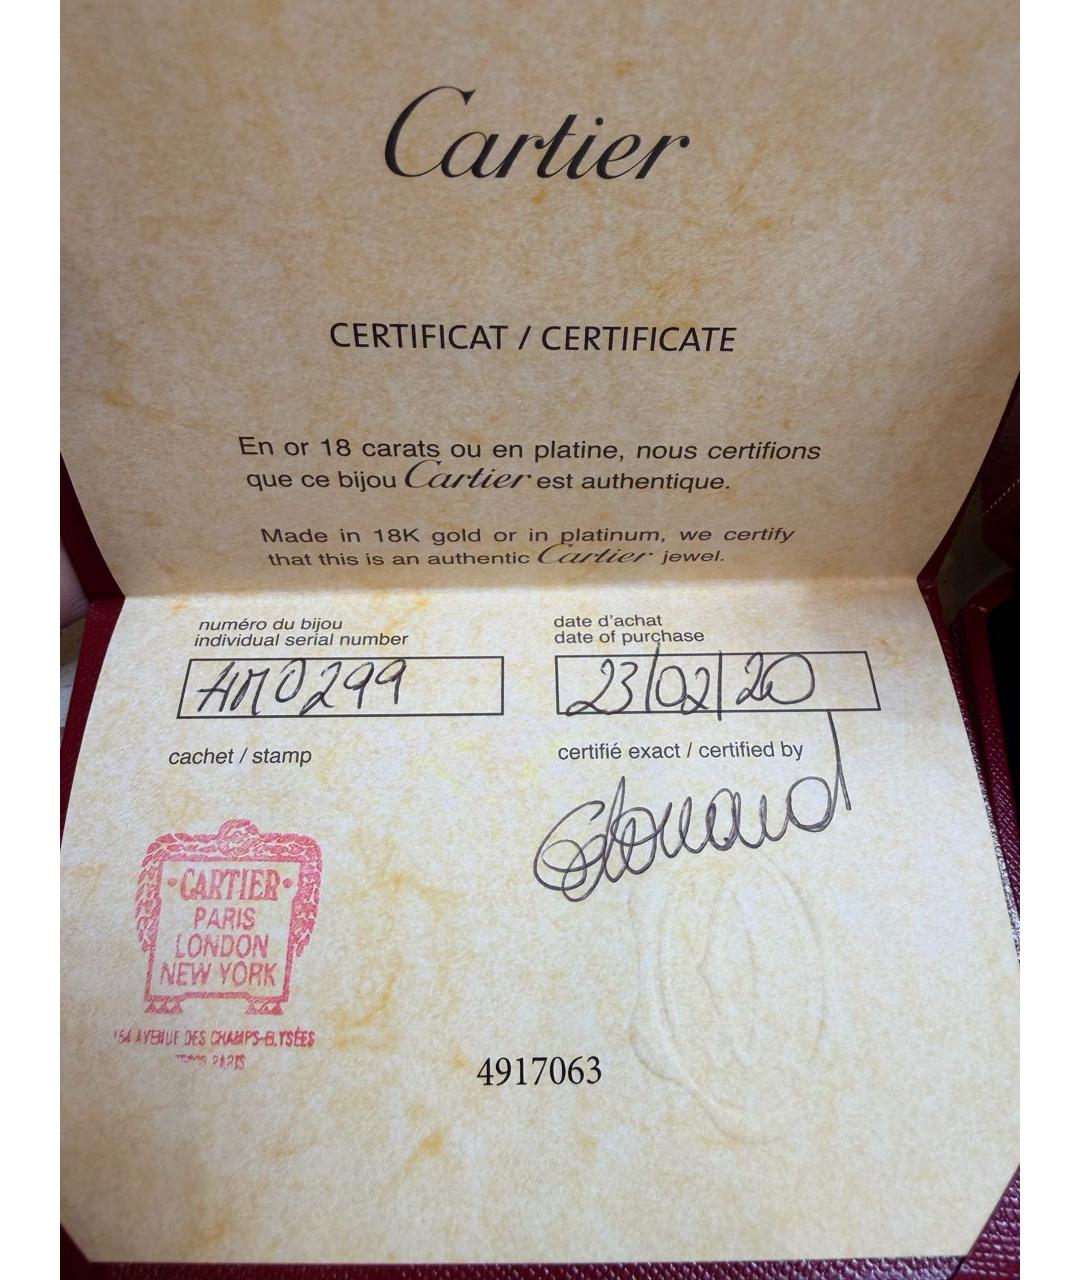 Cartier
CERTIFICAT / CERTIFICATE
En or 18 carats ou en platine, nous certifions
que ce bijou Cartier est authentique.
Made in 18K gold or in platinum, we certify
that this is an authentic Cartier jewel.
numéro du bijou
individual serial number
HM0299
date d'achat
date of purchase
23/02/20
cachet / stamp
certifié exact / certified by
Edouard
·CARTIER·
PARIS
LONDON
NEW YORK
154 AVENUE DES CHAMPS-ELYSÉES
PARIS
4917063